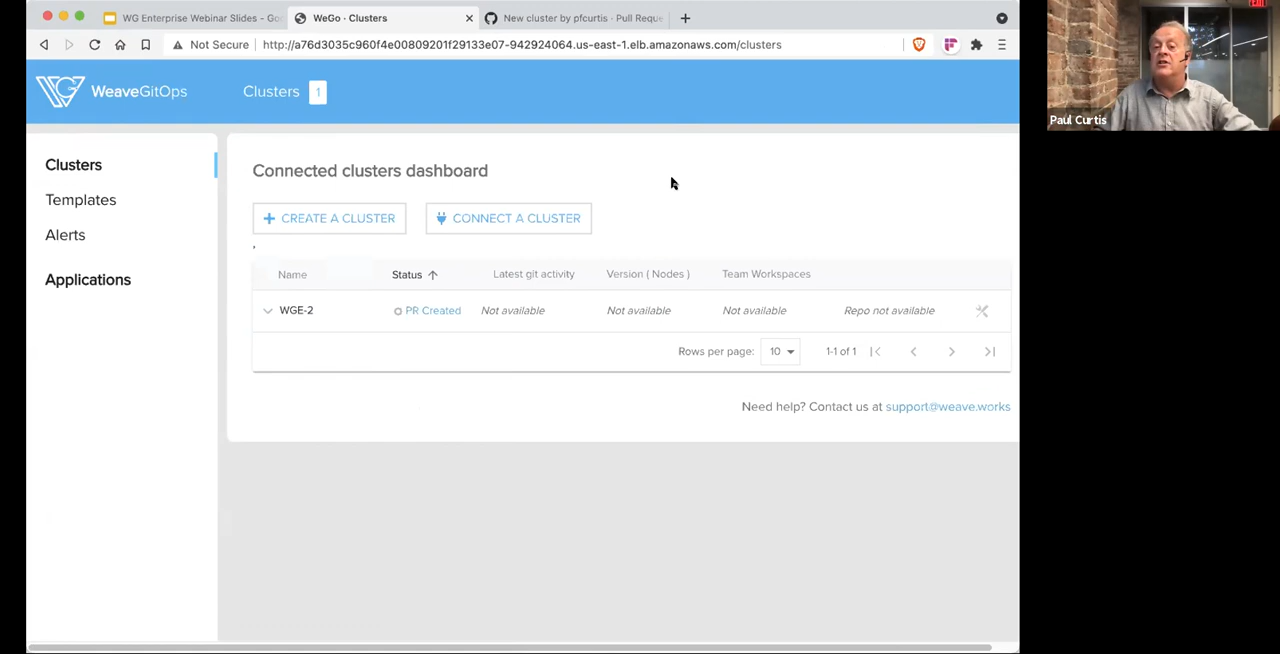 WG Enterprise Webinar Slides - Go
WeGo · Clusters
New cluster by pfcurtis · Pull Reque
Not Secure
http://a76d3035c960f4e00809201f29133e07-942924064.us-east-1.elb.amazonaws.com/clusters
WeaveGitOps
Clusters 1
Clusters
Templates
Alerts
Applications
Connected clusters dashboard
CREATE A CLUSTER
CONNECT A CLUSTER
,
Name Status Latest git activity Version ( Nodes ) Team Workspaces
WGE-2 PR Created Not available Not available Not available Repo not available
Rows per page: 10 1-1 of 1
Need help? Contact us at support@weave.works
EXIT
Paul Curtis